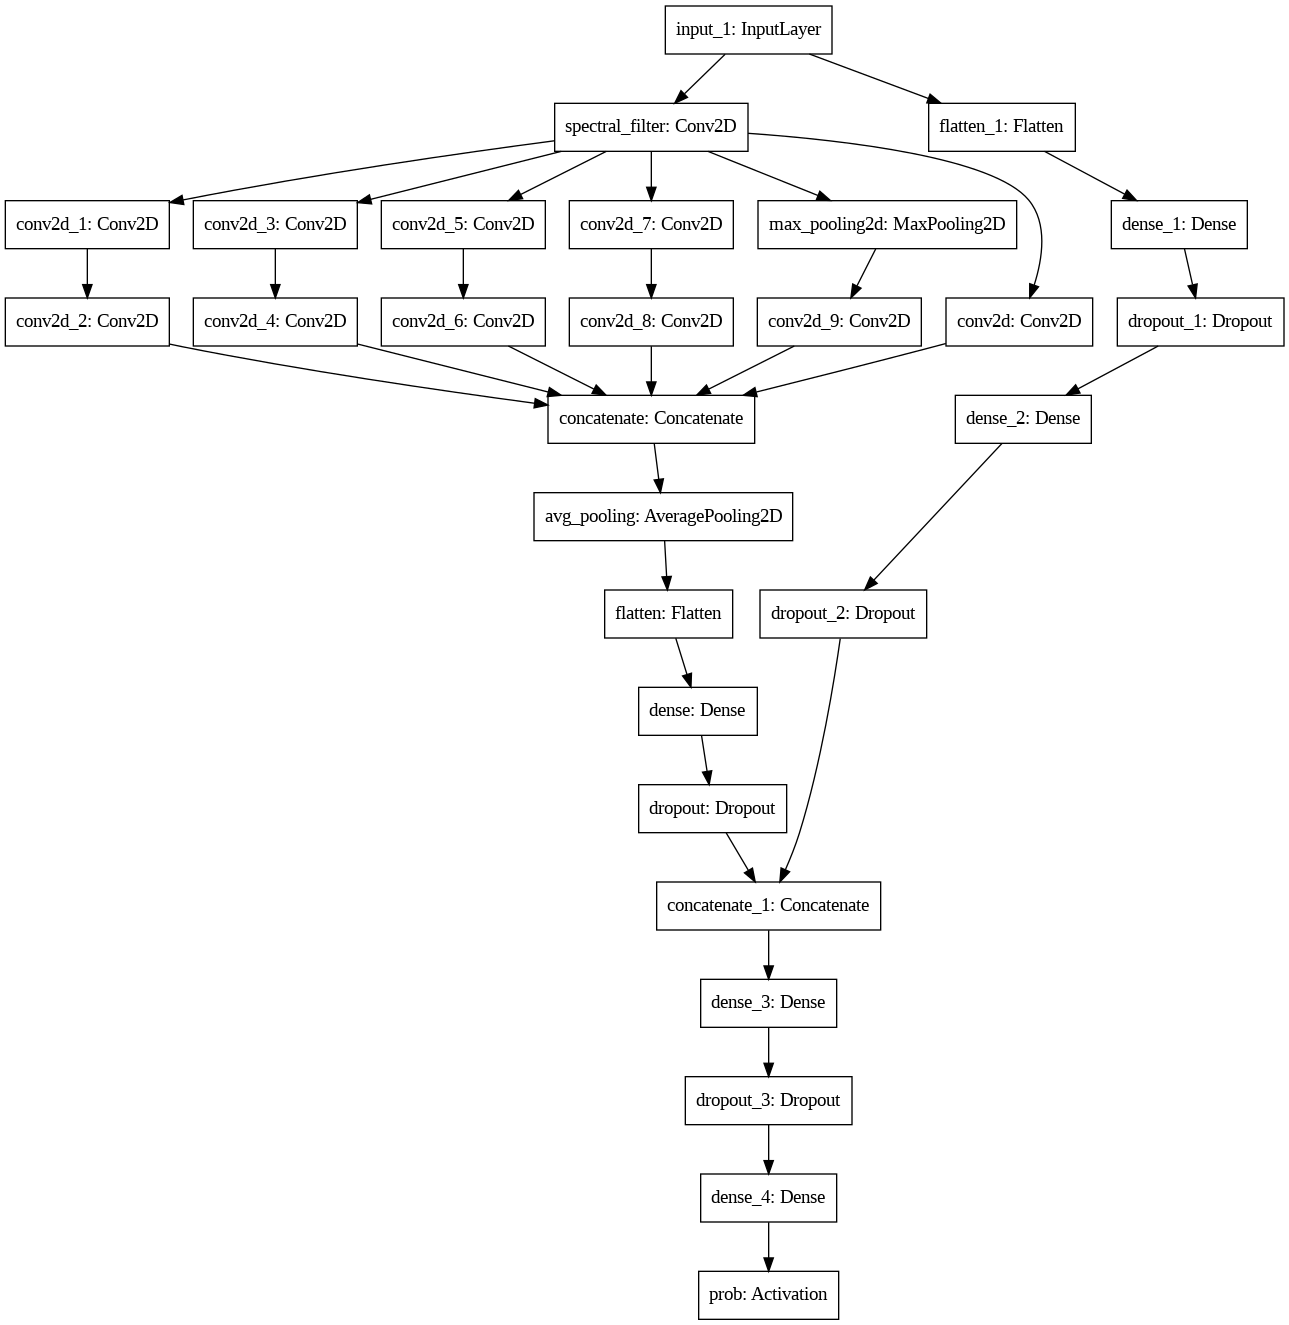 input_1: InputLayer
spectral_filter: Conv2D
flatten_1: Flatten
conv2d_1: Conv2D
conv2d_3: Conv2D
conv2d_5: Conv2D
conv2d_7: Conv2D
max_pooling2d: MaxPooling2D
dense_1: Dense
conv2d_2: Conv2D
conv2d_4: Conv2D
conv2d_6: Conv2D
conv2d_8: Conv2D
conv2d_9: Conv2D
conv2d: Conv2D
dropout_1: Dropout
concatenate: Concatenate
dense_2: Dense
avg_pooling: AveragePooling2D
flatten: Flatten
dropout_2: Dropout
dense: Dense
dropout: Dropout
concatenate_1: Concatenate
dense_3: Dense
dropout_3: Dropout
dense_4: Dense
prob: Activation